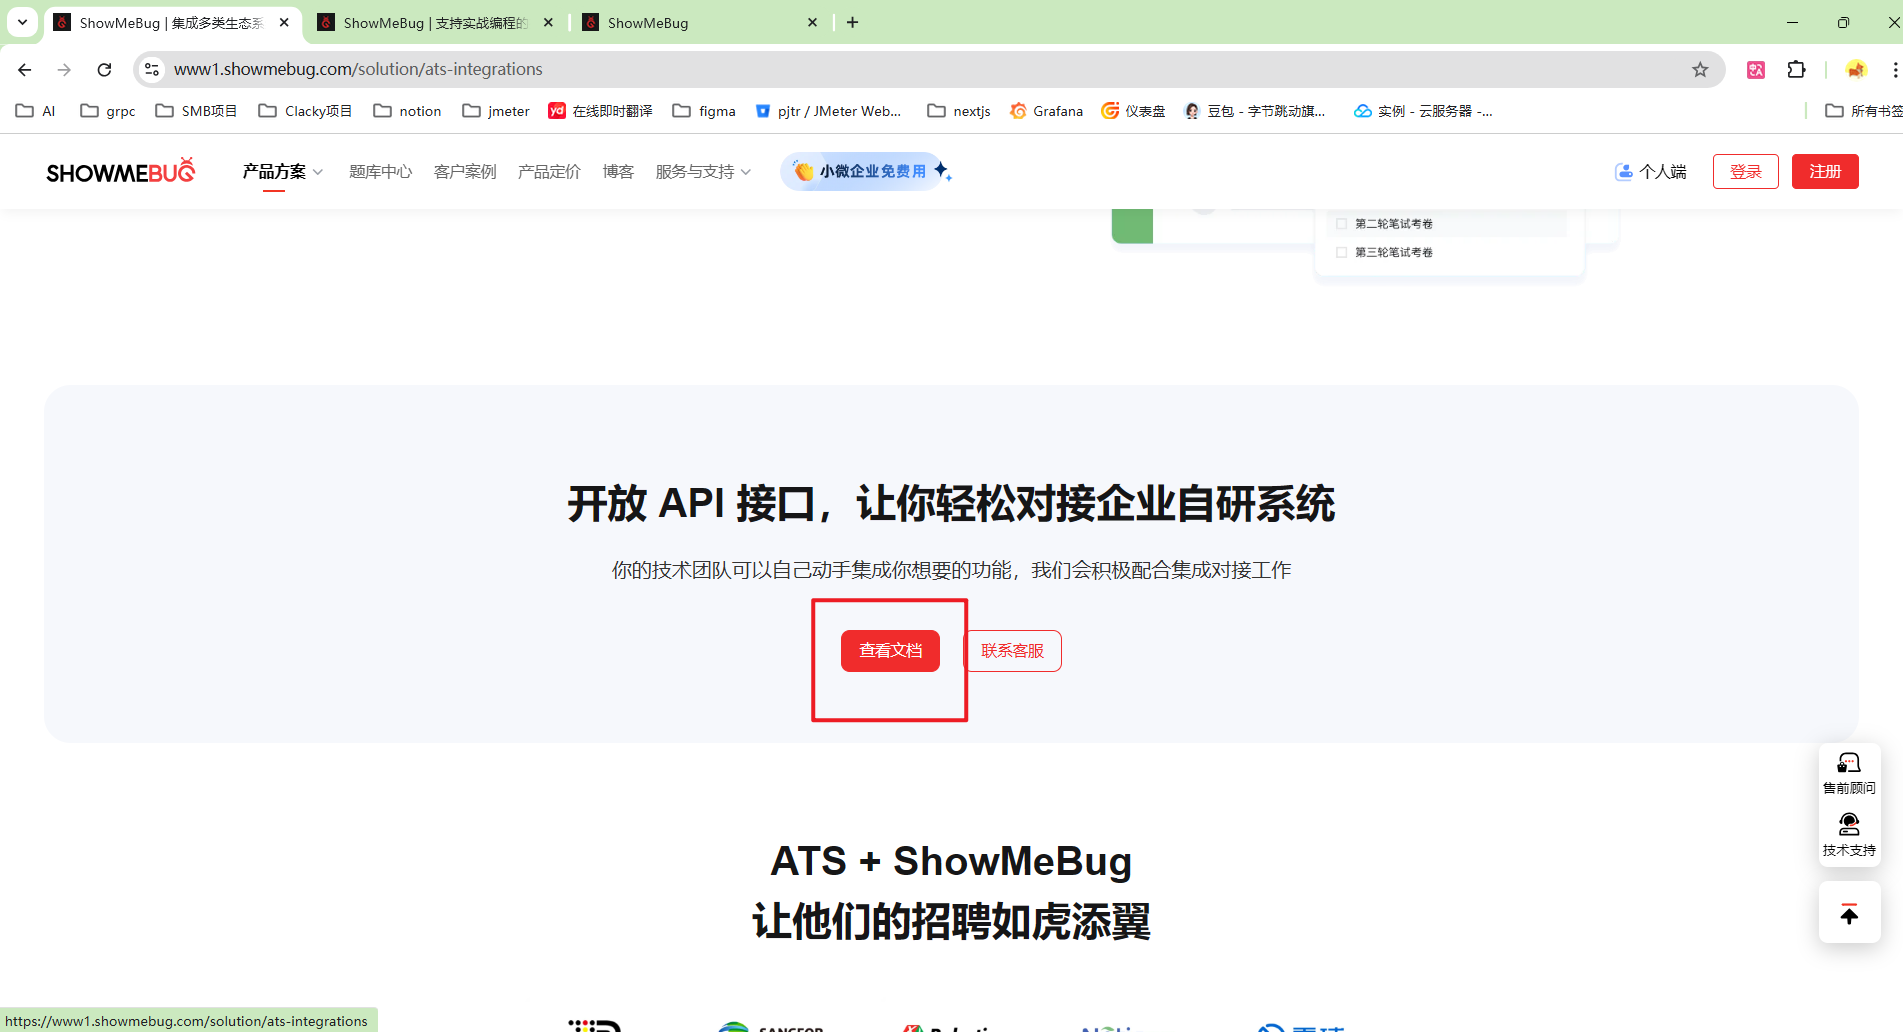 ShowMeBug | 集成多类生态系
ShowMeBug | 支持实战编程的
ShowMeBug
www1.showmebug.com/solution/ats-integrations
AI
grpc
SMB项目
Clacky项目
notion
jmeter
yd 在线即时翻译
figma
pjtr / JMeter Web...
nextjs
Grafana
仪表盘
豆包 - 字节跳动旗...
实例 - 云服务器 -...
所有书签
SHOWMEBUG
产品方案
题库中心
客户案例
产品定价
博客
服务与支持
小微企业免费用
个人端
登录
注册
第二轮笔试考卷
第三轮笔试考卷
开放 API 接口，让你轻松对接企业自研系统
你的技术团队可以自己动手集成你想要的功能，我们会积极配合集成对接工作
查看文档
联系客服
售前顾问
技术支持
ATS + ShowMeBug
让他们的招聘如虎添翼
https://www1.showmebug.com/solution/ats-integrations
SANGFOR